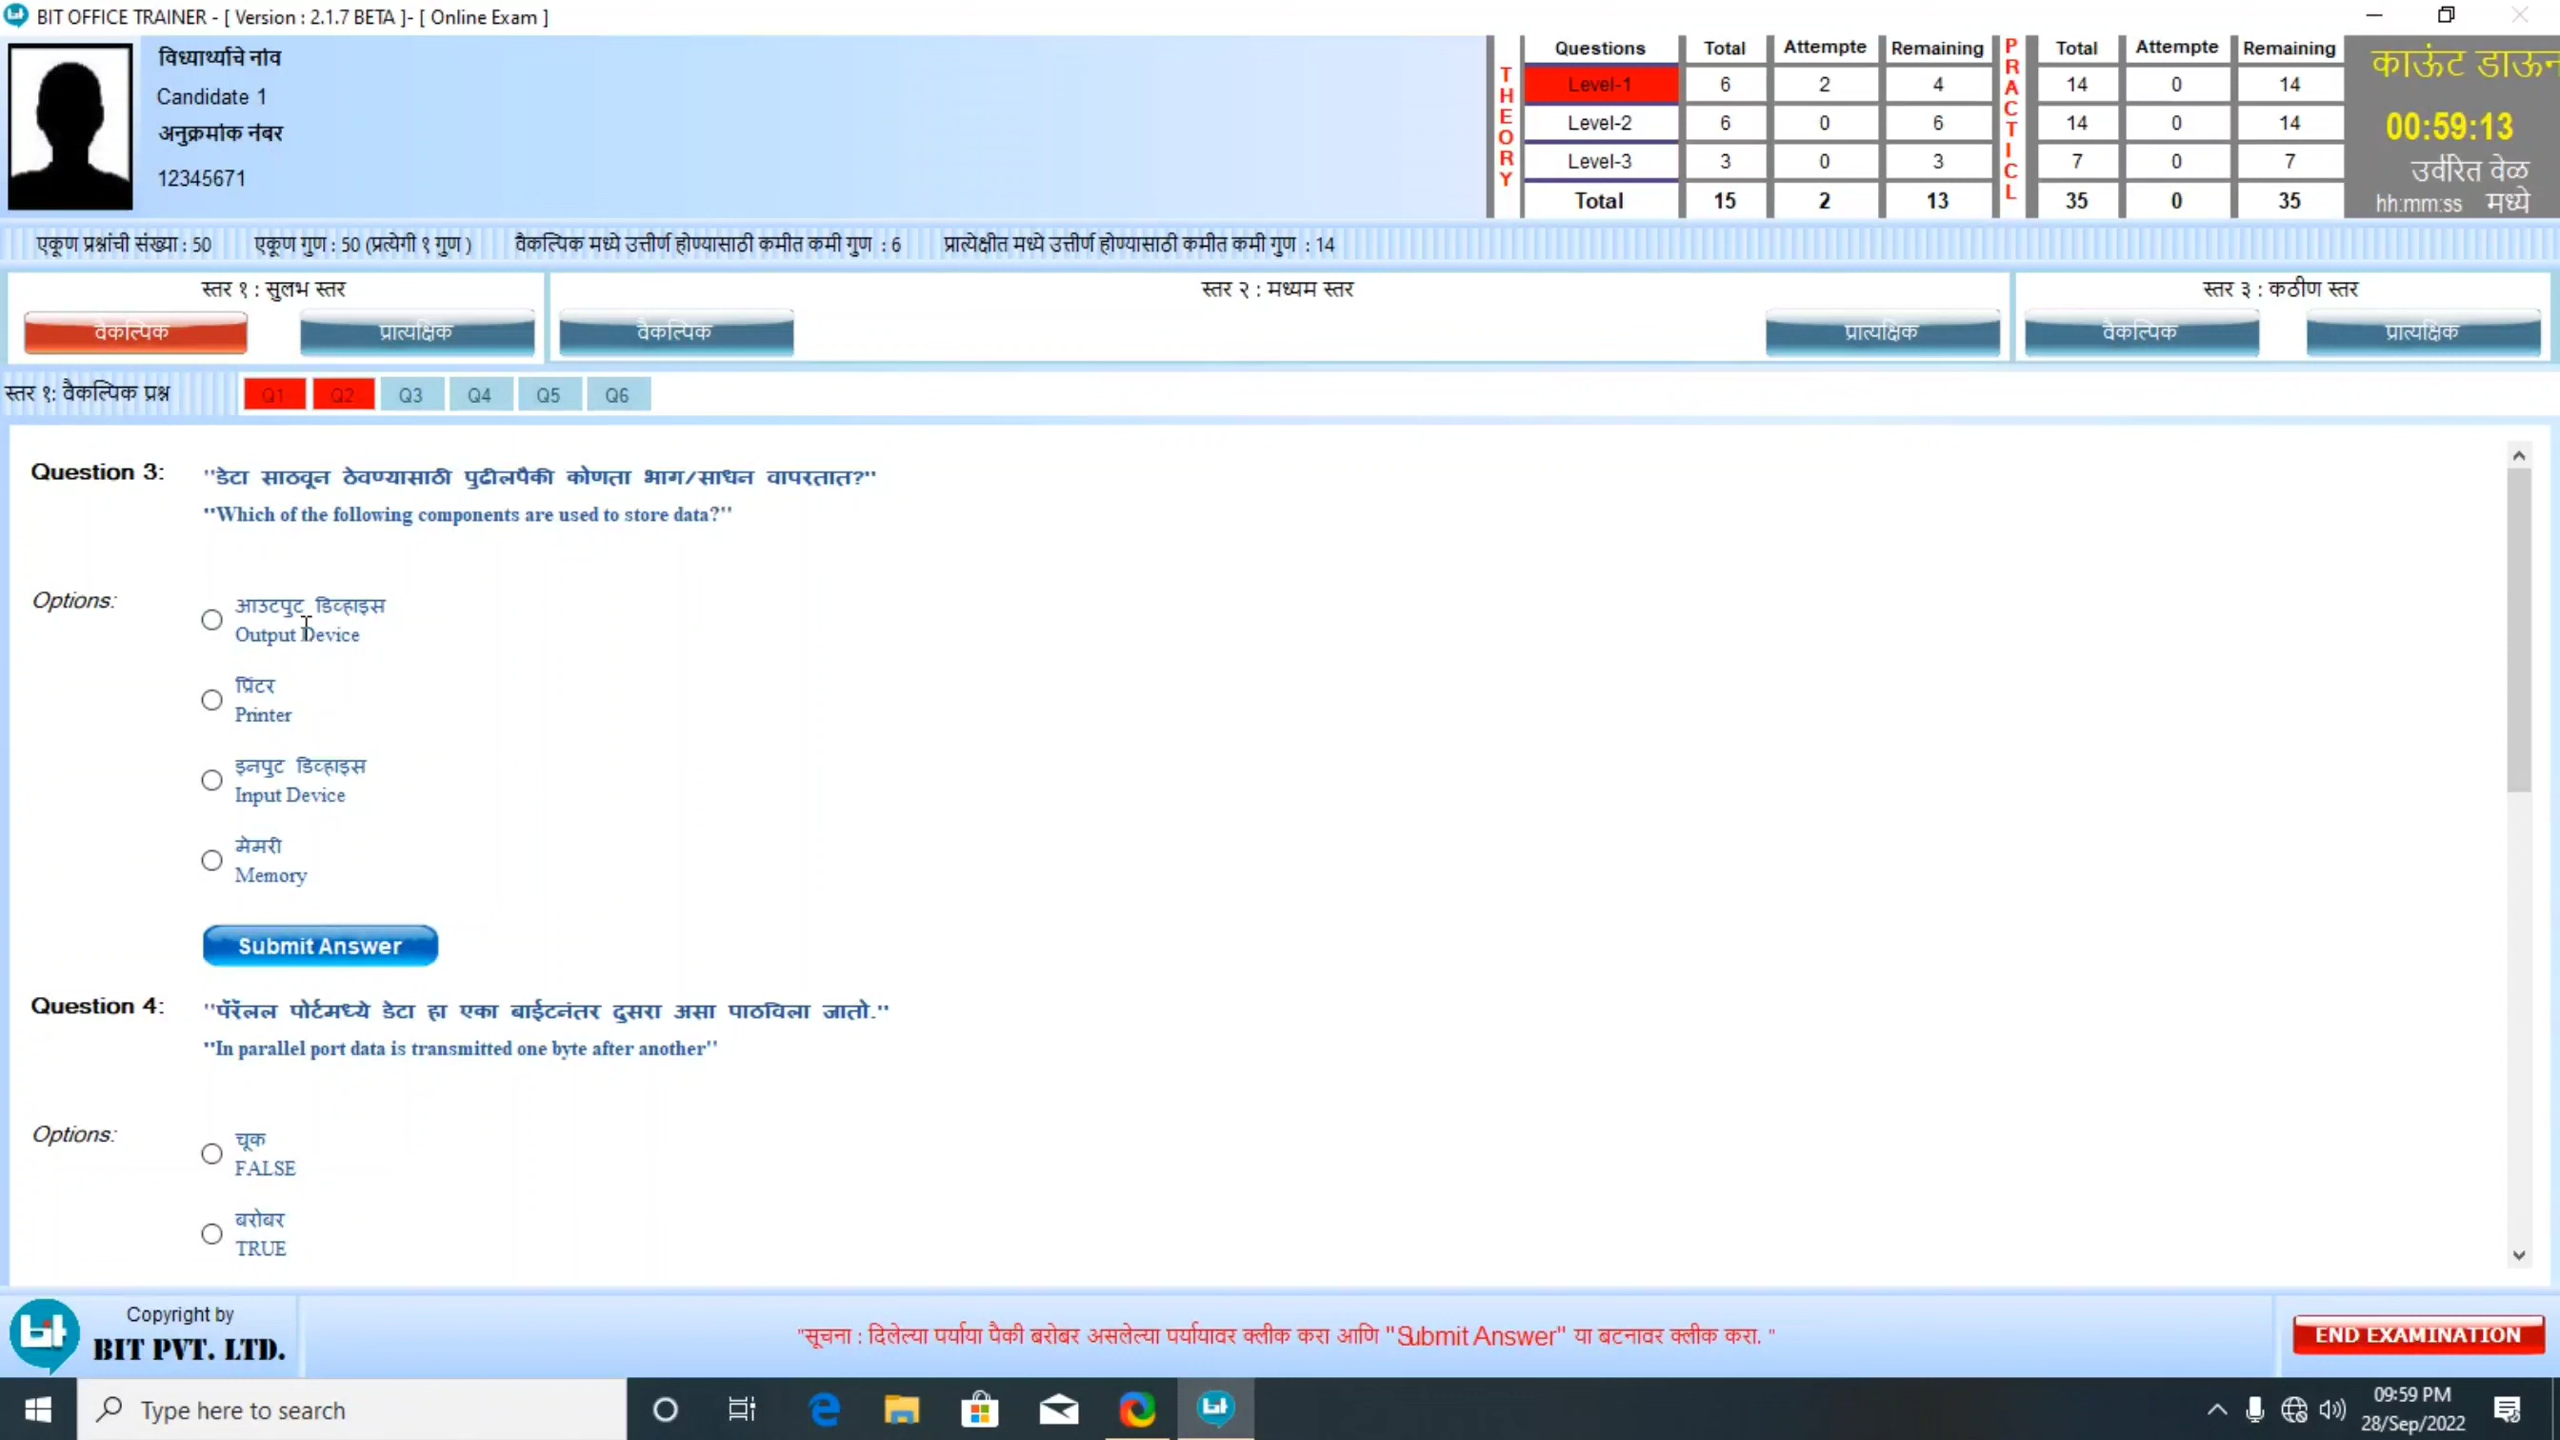 BIT OFFICE TRAINER - [ Version : 2.1.7 BETA ]- [ Online Exam ]
विध्यार्थ्याचे नांव
Candidate 1
अनुक्रमांक नंबर
12345671
THEORY
Questions Total Attempte Remaining
Level-1 6 2 4
Level-2 6 0 6
Level-3 3 0 3
Total 15 2 13
PRACTICL
Total Attempte Remaining
14 0 14
14 0 14
7 0 7
35 0 35
काऊंट डाऊन
00:59:13
उर्वरित वेळ
hh:mm:ss मध्ये
एकूण प्रश्नांची संख्या : 50 एकूण गुण : 50 (प्रत्येगी १ गुण ) वैकल्पिक मध्ये उत्तीर्ण होण्यासाठी कमीत कमी गुण : 6 प्रात्येक्षीत मध्ये उत्तीर्ण होण्यासाठी कमीत कमी गुण : 14
स्तर १ : सुलभ स्तर स्तर २ : मध्यम स्तर स्तर ३ : कठीण स्तर
वैकल्पिक प्रात्यक्षिक वैकल्पिक प्रात्यक्षिक वैकल्पिक प्रात्यक्षिक
स्तर १: वैकल्पिक प्रश्न Q1 Q2 Q3 Q4 Q5 Q6
Question 3: "डेटा साठवून ठेवण्यासाठी पुढीलपैकी कोणता भाग/साधन वापरतात?"
"Which of the following components are used to store data?"
Options:
आउटपुट डिव्हाइस
Output Device
प्रिंटर
Printer
इनपुट डिव्हाइस
Input Device
मेमरी
Memory
Submit Answer
Question 4: "पॅरॅलल पोर्टमध्ये डेटा हा एका बाईटनंतर दुसरा असा पाठविला जातो."
"In parallel port data is transmitted one byte after another"
Options:
चूक
FALSE
बरोबर
TRUE
Copyright by
BIT PVT. LTD.
"सूचना : दिलेल्या पर्याया पैकी बरोबर असलेल्या पर्यायावर क्लीक करा आणि "Submit Answer" या बटनावर क्लीक करा. "
END EXAMINATION
Type here to search
09:59 PM
28/Sep/2022